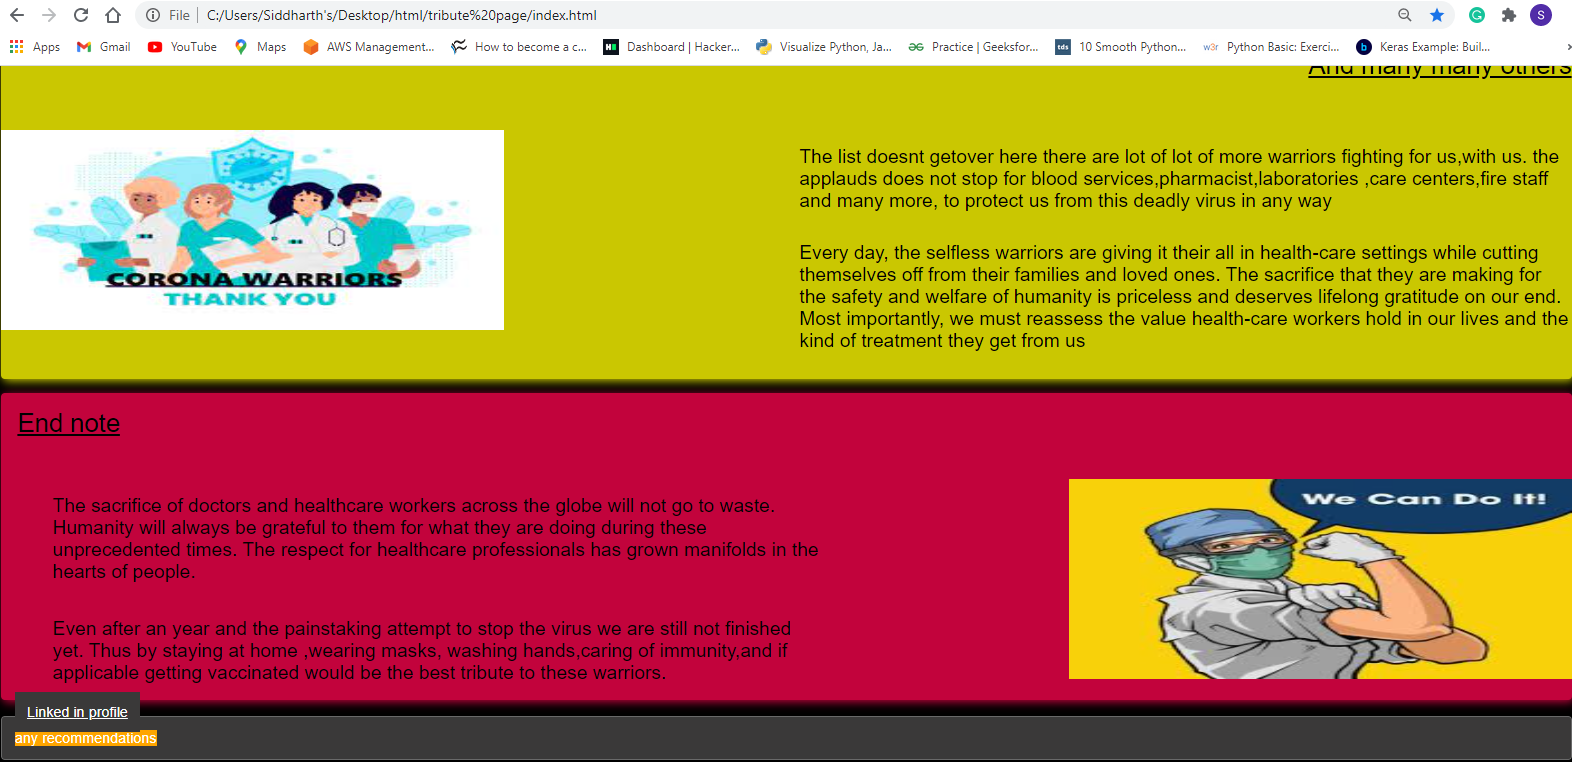 File C:/Users/Siddharth's/Desktop/html/tribute%20page/index.html
S
Apps Gmail YouTube Maps AWS Management... How to become a c... Dashboard | Hacker... Visualize Python, Ja... Practice | Geeksfor... tds 10 Smooth Python... w3r Python Basic: Exerci... b Keras Example: Buil...
And many many others
The list doesnt getover here there are lot of lot of more warriors fighting for us,with us. the
applauds does not stop for blood services,pharmacist,laboratories ,care centers,fire staff
and many more, to protect us from this deadly virus in any way
CORONA WARRIORS
THANK YOU
Every day, the selfless warriors are giving it their all in health-care settings while cutting
themselves off from their families and loved ones. The sacrifice that they are making for
the safety and welfare of humanity is priceless and deserves lifelong gratitude on our end.
Most importantly, we must reassess the value health-care workers hold in our lives and the
kind of treatment they get from us
End note
The sacrifice of doctors and healthcare workers across the globe will not go to waste.
Humanity will always be grateful to them for what they are doing during these
unprecedented times. The respect for healthcare professionals has grown manifolds in the
hearts of people.
We Can Do It!
Even after an year and the painstaking attempt to stop the virus we are still not finished
yet. Thus by staying at home ,wearing masks, washing hands,caring of immunity,and if
applicable getting vaccinated would be the best tribute to these warriors.
Linked in profile
any recommendations